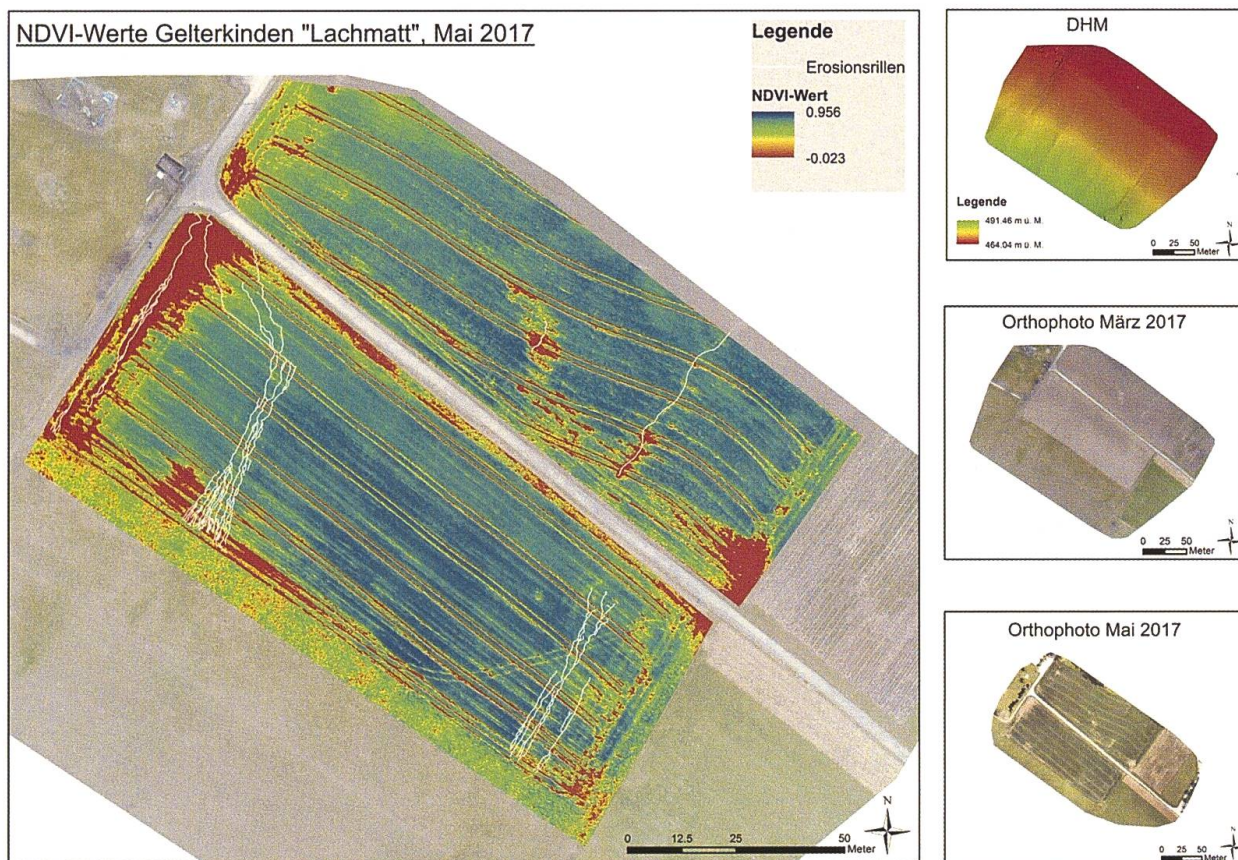 NDVI-Werte Gelterkinden "Lachmatt", Mai 2017
Legende
Erosionsrillen
NDVI-Wert
0.956
-0.023
N
0 12.5 25 50
Meter
DHM
Legende
491.46 m ü. M.
464.04 m ü. M.
N
0 25 50
Meter
Orthophoto März 2017
N
0 25 50
Meter
Orthophoto Mai 2017
N
0 25 50
Meter